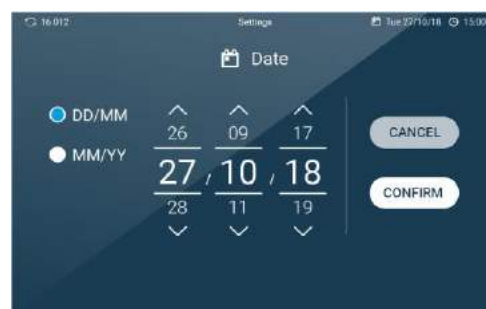 16 012 Settings Tue 27/10/18 15:00
Date
DD/MM
MM/YY
26 09 17
27 / 10 / 18
28 11 19
CANCEL
CONFIRM